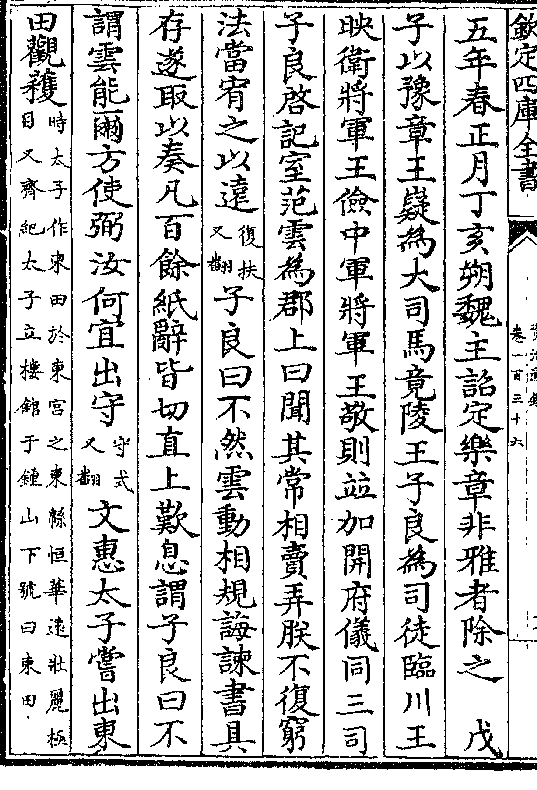 欽定四庫全書
五年春正月丁亥朔魏主詔定樂章非雅者除之　戊
子以豫章王嶷為大司馬竟陵王子良為司徒臨川王
映衛將軍王儉中軍將軍王敬則並加開府儀同三司
子良啓記室范雲為郡上曰聞其常相賣弄朕不復窮
法當宥之以遠復扶又翻子良曰不然雲動相規誨諫書具
存遂取以奏凡百餘紙辭皆切直上歎息謂子良曰不
謂雲能爾方使弼汝何宜出守守式又翻文惠太子嘗出東
田觀穫時太子作東田於東宮之東緜恒華遠壯麗極目又齊紀太子立樓館于鍾山下號曰東田
卷一百三十六